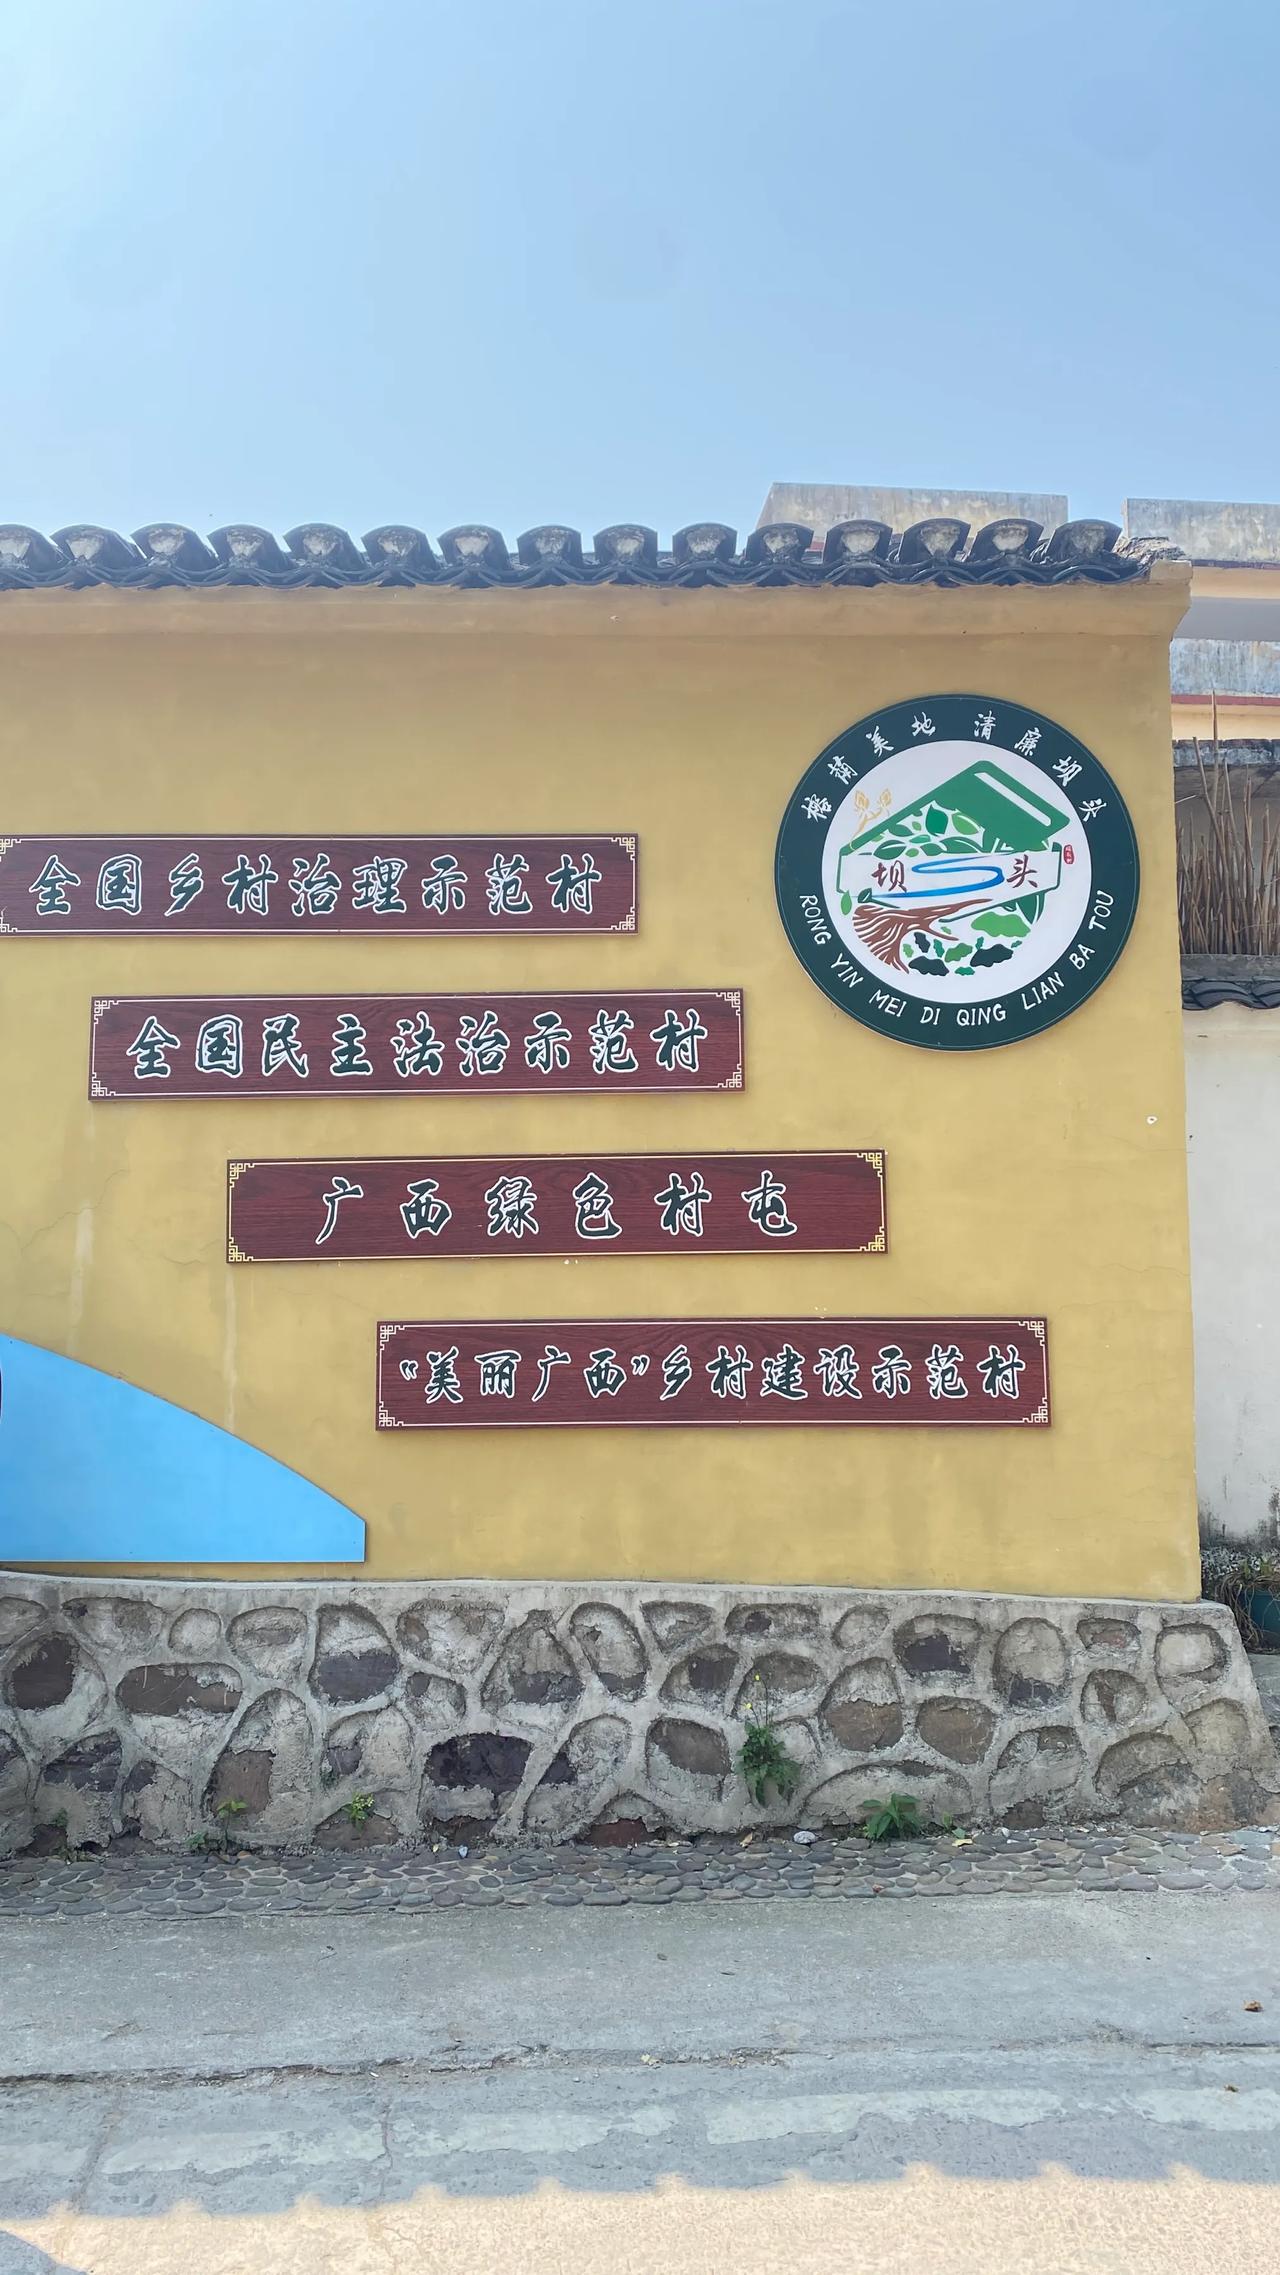 榕荫美地 清廉坝头
坝头
RONG YIN MEI DI QING LIAN BA TOU
全国乡村治理示范村
全国民主法治示范村
广西绿色村屯
“美丽广西”乡村建设示范村